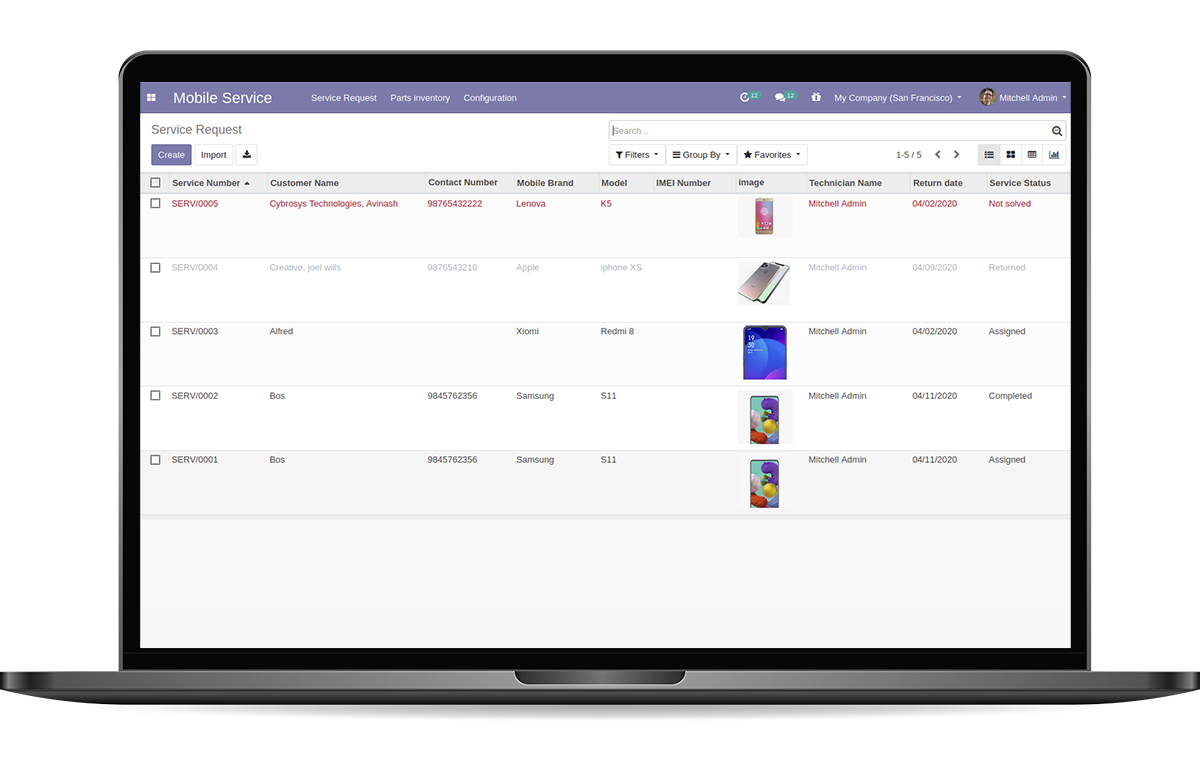 Mobile Service Service Request Parts inventory Configuration 12 12 My Company (San Francisco) Mitchell Admin
Service Request Search...
Create Import Filters Group By Favorites 1-5 / 5
Service Number Customer Name Contact Number Mobile Brand Model IMEI Number image Technician Name Return date Service Status
SERV/0005 Cybrosys Technologies, Avinash 98765432222 Lenova K5 Mitchell Admin 04/02/2020 Not solved
SERV/0004 Creative, joel wills 9876543210 Apple iphone XS Mitchell Admin 04/09/2020 Returned
SERV/0003 Alfred Xiomi Redmi 8 Mitchell Admin 04/02/2020 Assigned
19
30
SERV/0002 Bos 9845762356 Samsung S11 Mitchell Admin 04/11/2020 Completed
SERV/0001 Bos 9845762356 Samsung S11 Mitchell Admin 04/11/2020 Assigned